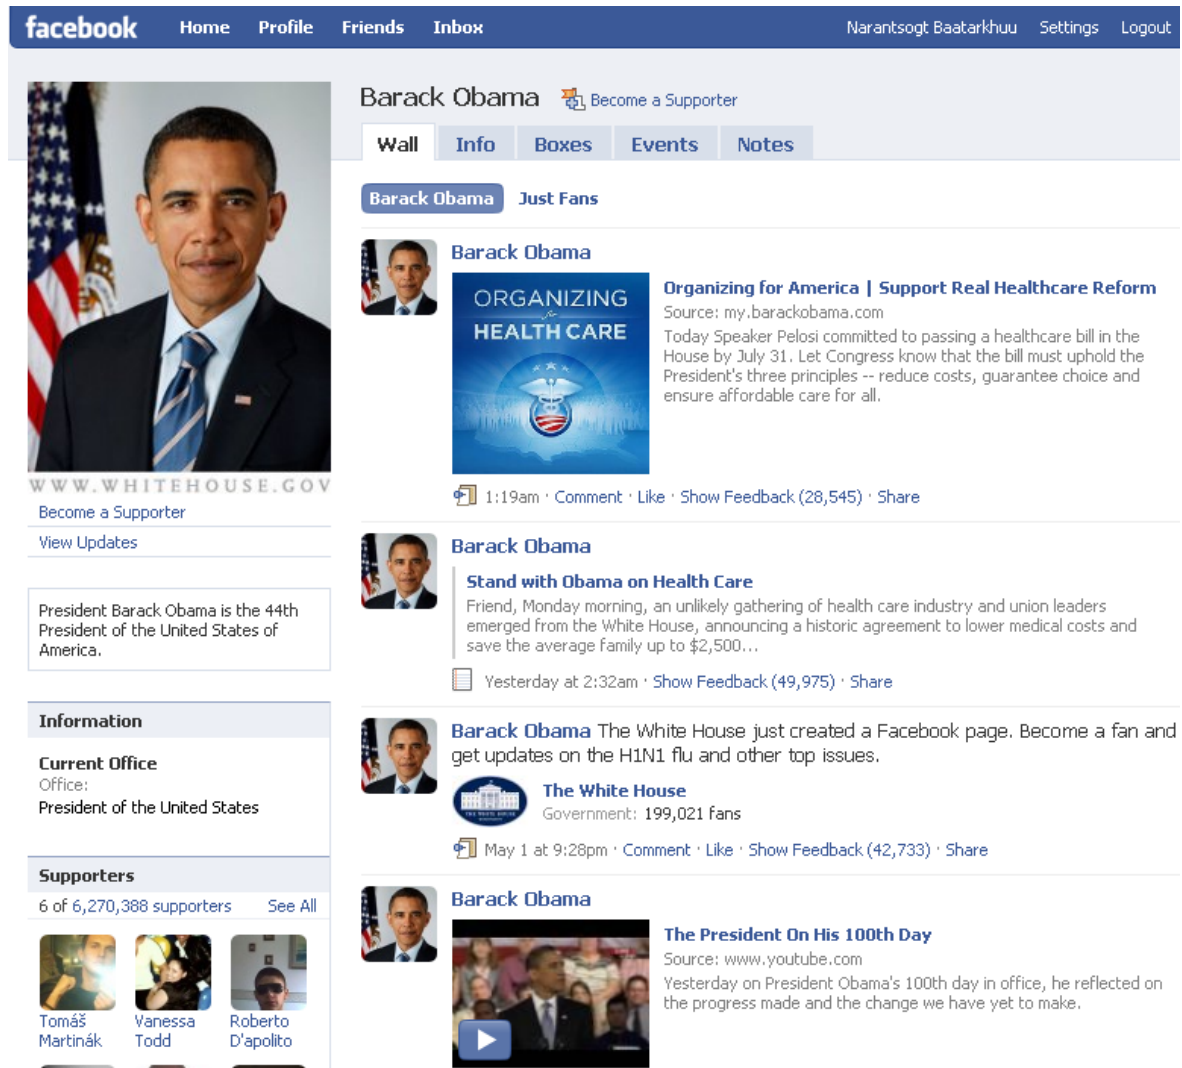 facebook Home Profile Friends Inbox Narantsogt Baatarkhuu Settings Logout
WWW.WHITEHOUSE.GOV
Become a Supporter
View Updates
President Barack Obama is the 44th
President of the United States of
America.
Information
Current Office
Office:
President of the United States
Supporters
6 of 6,270,388 supporters See All
Tomáš Martinák
Vanessa Todd
Roberto D'apolito
Barack Obama Become a Supporter
Wall Info Boxes Events Notes
Barack Obama Just Fans
Barack Obama
ORGANIZING
for
HEALTH CARE
Organizing for America | Support Real Healthcare Reform
Source: my.barackobama.com
Today Speaker Pelosi committed to passing a healthcare bill in the
House by July 31. Let Congress know that the bill must uphold the
President's three principles -- reduce costs, guarantee choice and
ensure affordable care for all.
1:19am · Comment · Like · Show Feedback (28,545) · Share
Barack Obama
Stand with Obama on Health Care
Friend, Monday morning, an unlikely gathering of health care industry and union leaders
emerged from the White House, announcing a historic agreement to lower medical costs and
save the average family up to $2,500...
Yesterday at 2:32am · Show Feedback (49,975) · Share
Barack Obama The White House just created a Facebook page. Become a fan and
get updates on the H1N1 flu and other top issues.
THE WHITE HOUSE
The White House
Government: 199,021 fans
May 1 at 9:28pm · Comment · Like · Show Feedback (42,733) · Share
Barack Obama
The President On His 100th Day
Source: www.youtube.com
Yesterday on President Obama's 100th day in office, he reflected on
the progress made and the change we have yet to make.